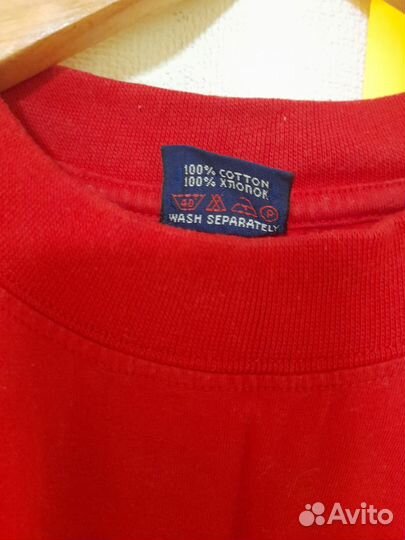 100% COTTON
100% ХЛОПОК
40 P
WASH SEPARATELY
Avito